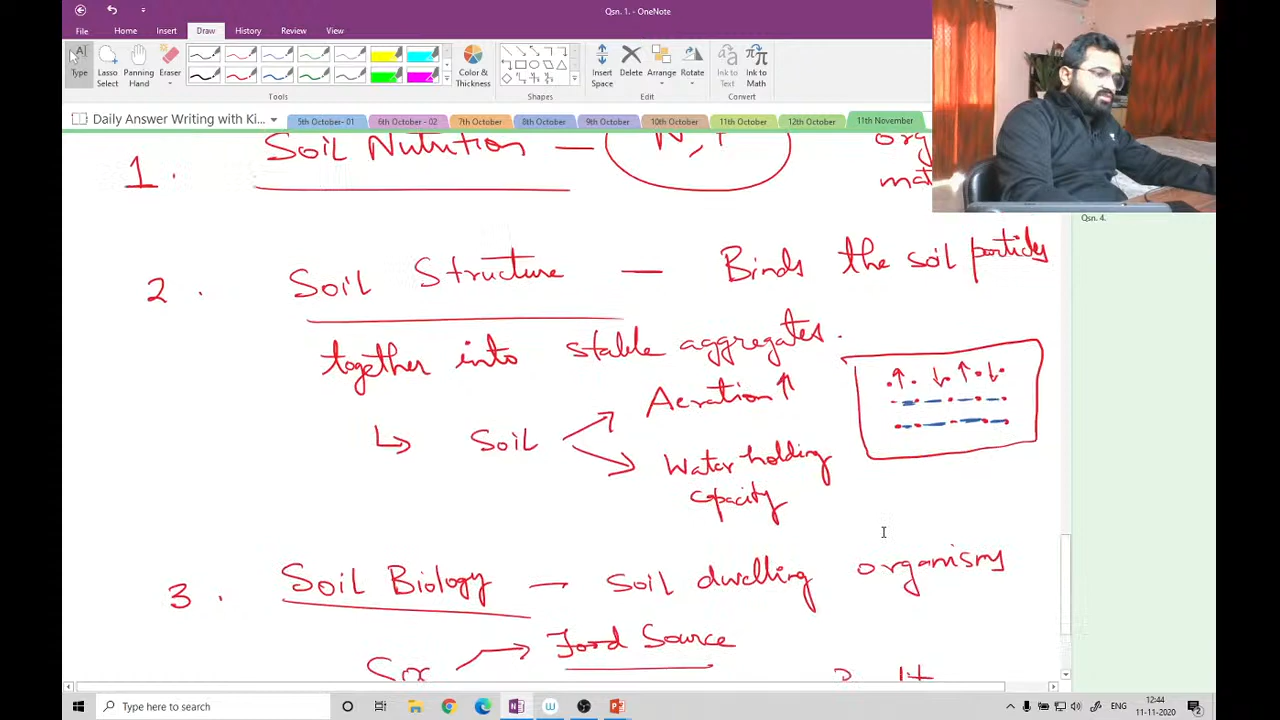 Qsn. 1. - OneNote
File Home Insert Draw History Review View
Type
Lasso Select
Panning Hand
Eraser
Color & Thickness
Insert Space
Delete
Arrange
Rotate
Ink to Text
Ink to Math
Tools
Shapes
Edit
Convert
Daily Answer Writing with Ki...
5th October- 01
6th October - 02
7th October
8th October
9th October
10th October
11th October
12th October
11th November
Qsn. 4.
1. Soil Nutrition — N, P
2. Soil Structure — Binds the soil particles
together into stable aggregates.
↳ Soil
Aeration ↑
Water holding
capacity
3. Soil Biology — Soil dwelling organisms
Food Source
Type here to search
ENG
12:44
11-11-2020
2